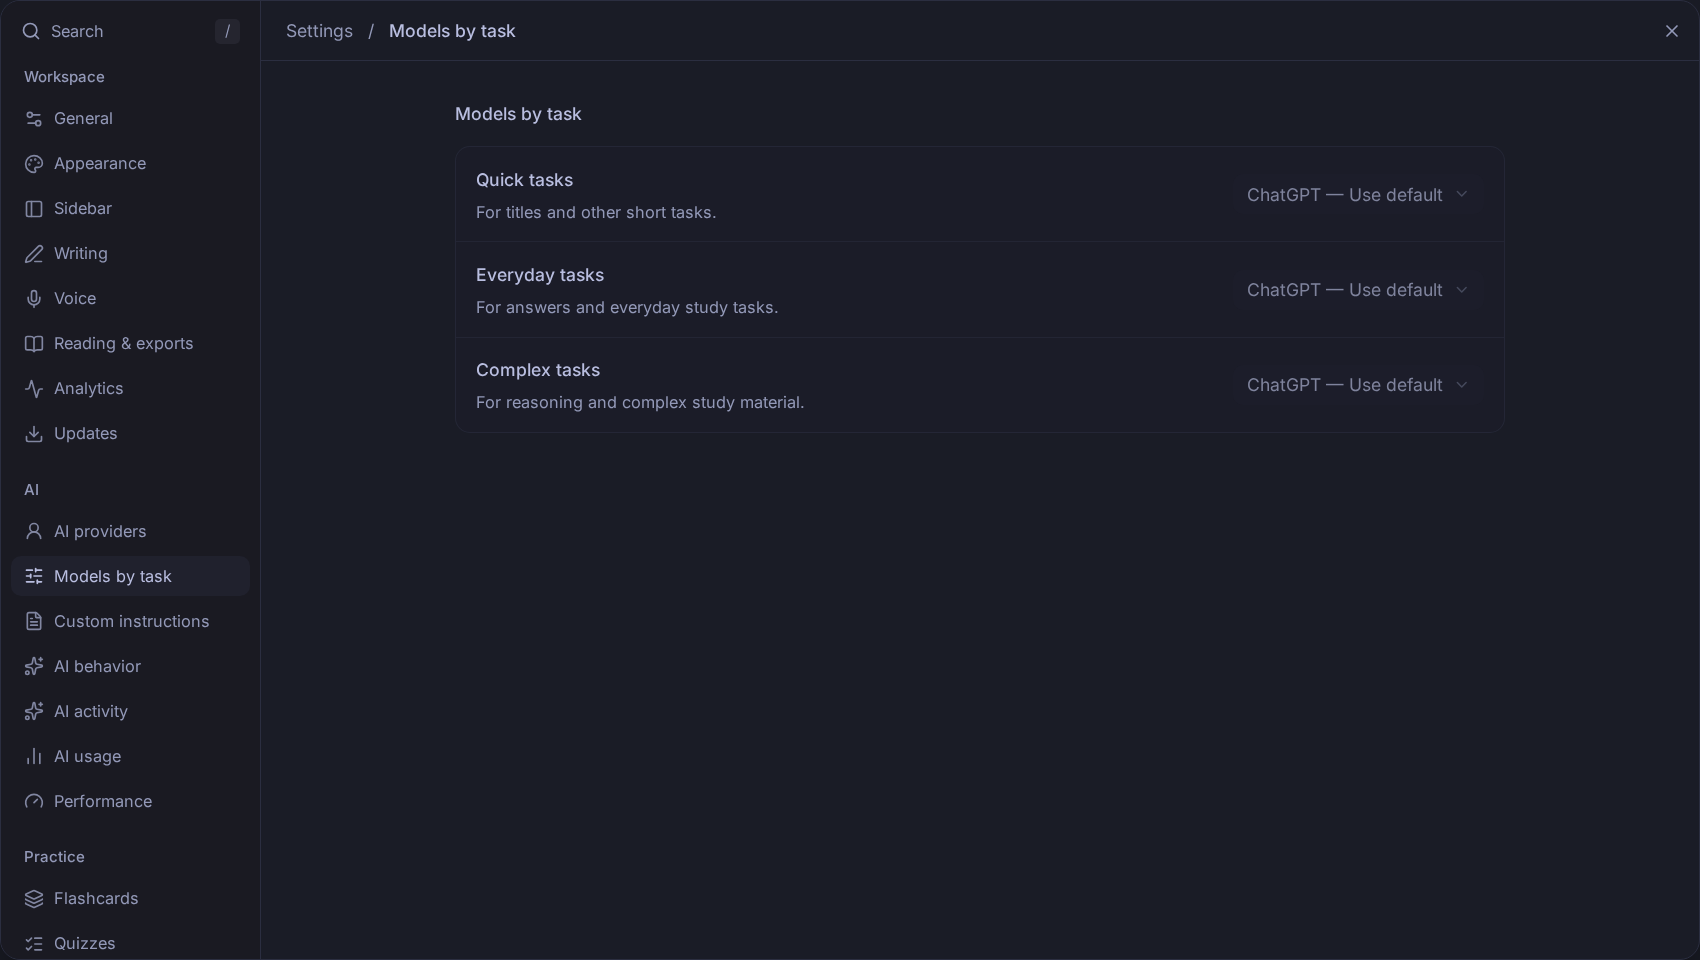 Search
/
Workspace
General
Appearance
Sidebar
Writing
Voice
Reading & exports
Analytics
Updates
AI
AI providers
Models by task
Custom instructions
AI behavior
AI activity
AI usage
Performance
Practice
Flashcards
Quizzes
Settings / Models by task
Models by task
Quick tasks
For titles and other short tasks.
ChatGPT — Use default
Everyday tasks
For answers and everyday study tasks.
ChatGPT — Use default
Complex tasks
For reasoning and complex study material.
ChatGPT — Use default